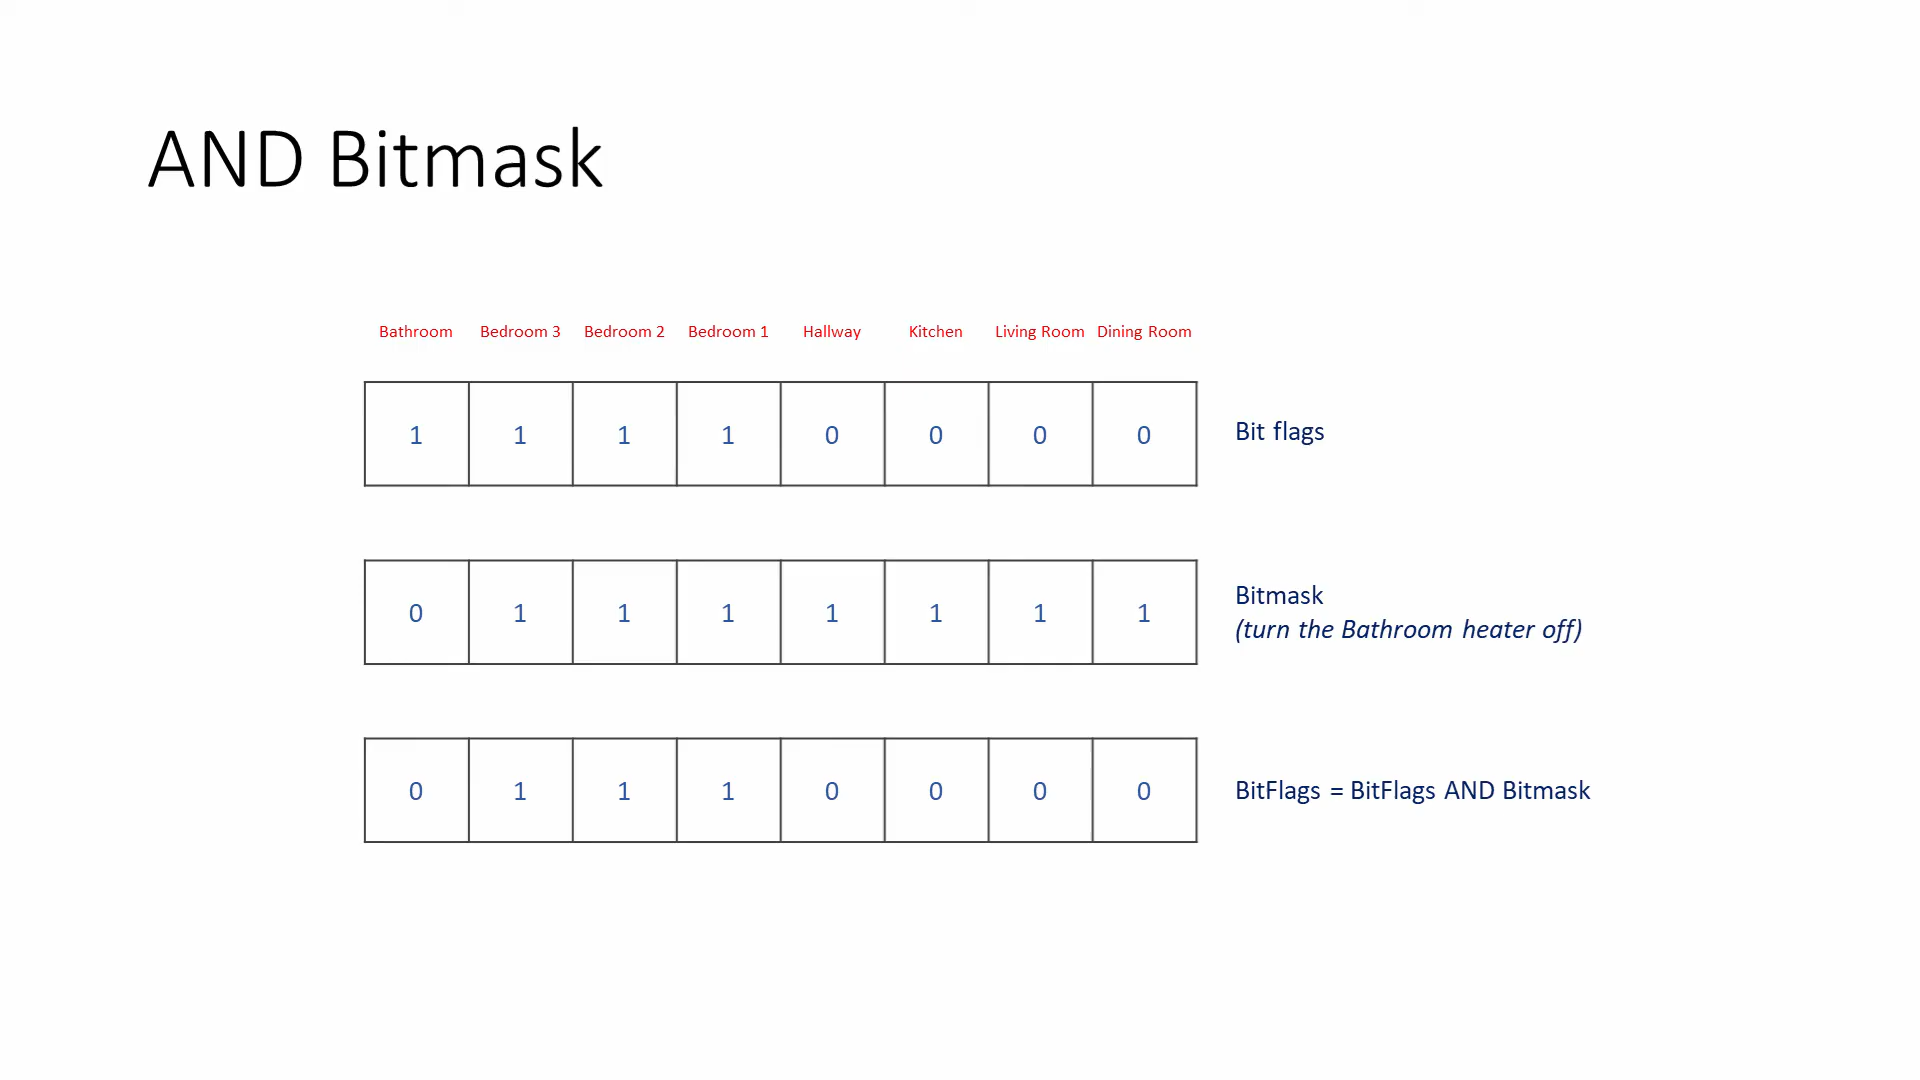 AND Bitmask
Bathroom Bedroom 3 Bedroom 2 Bedroom 1 Hallway Kitchen Living Room Dining Room
1 1 1 1 0 0 0 0 Bit flags
0 1 1 1 1 1 1 1 Bitmask
(turn the Bathroom heater off)
0 1 1 1 0 0 0 0 BitFlags = BitFlags AND Bitmask